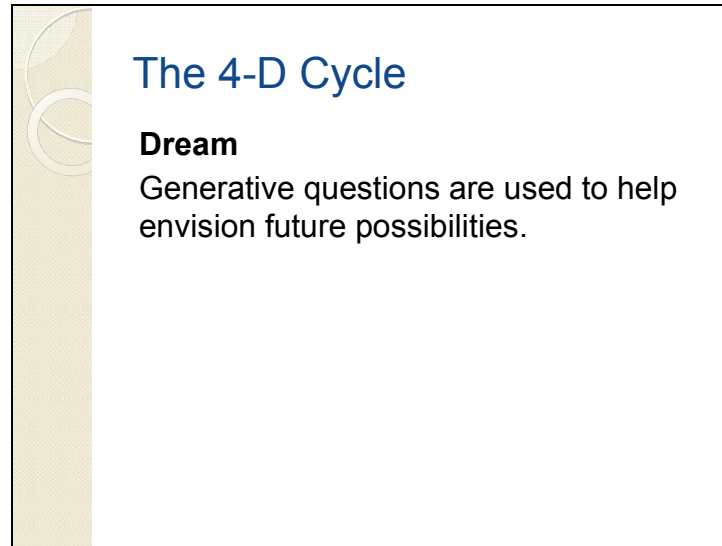 The 4-D Cycle
Dream
Generative questions are used to help
envision future possibilities.